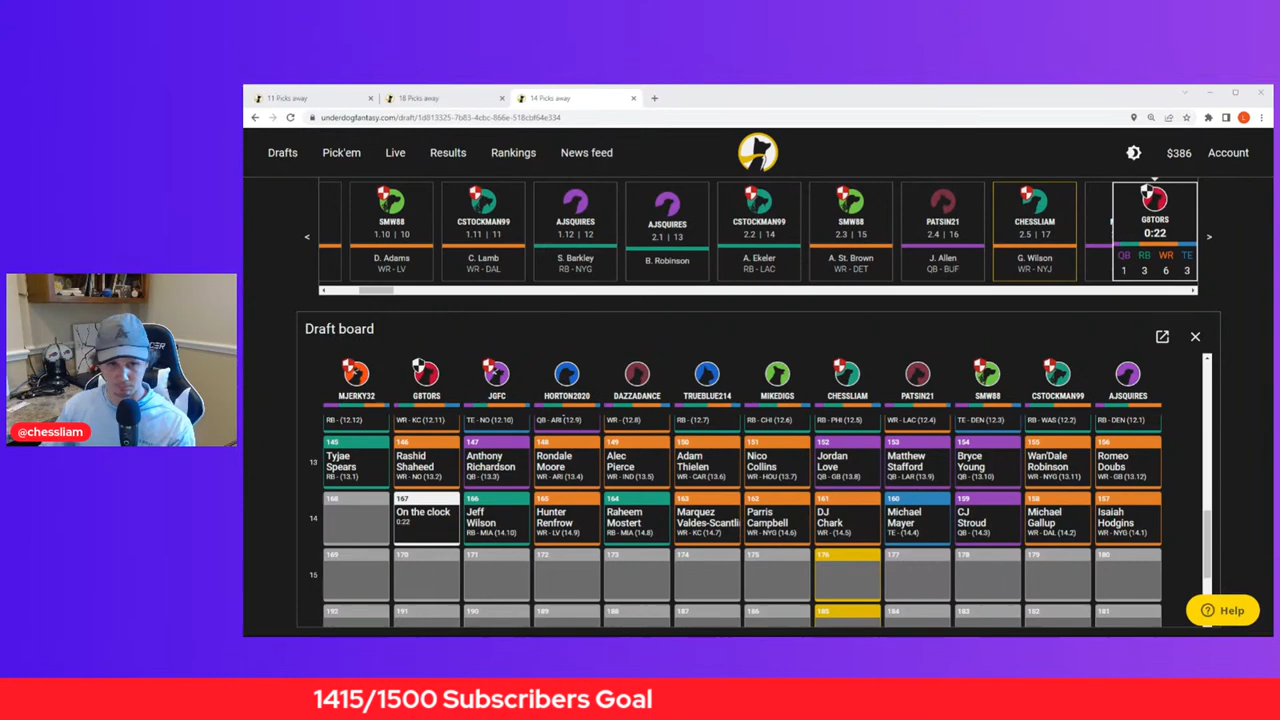 11 Picks away
18 Picks away
14 Picks away
underdogfantasy.com/draft/1d813325-7b83-4cbc-866e-518cbf64e334
Drafts Pick'em Live Results Rankings News feed
$386 Account
SMW88 CSTOCKMAN99 AJSQUIRES AJSQUIRES CSTOCKMAN99 SMW88 PATSIN21 CHESSLIAM G8TORS
1.10 | 10 1.11 | 11 1.12 | 12 2.1 | 13 2.2 | 14 2.3 | 15 2.4 | 16 2.5 | 17 0:22
D. Adams C. Lamb S. Barkley B. Robinson A. Ekeler A. St. Brown J. Allen G. Wilson QB RB WR TE
WR - LV WR - DAL RB - NYG RB - LAC WR - DET QB - BUF WR - NYJ 1 3 6 3
Draft board
MJERKY32 G8TORS JGFC HORTON2020 DAZZADANCE TRUEBLUE214 MIKEDIGS CHESSLIAM PATSIN21 SMW88 CSTOCKMAN99 AJSQUIRES
RB - (12.12) WR - KC (12.11) TE - NO (12.10) QB - ARI (12.9) WR - (12.8) RB - (12.7) RB - CHI (12.6) RB - PHI (12.5) WR - LAC (12.4) TE - DEN (12.3) RB - WAS (12.2) RB - DEN (12.1)
13
145 146 147 148 149 150 151 152 153 154 155 156
Tyjae Rashid Anthony Rondale Alec Adam Nico Jordan Matthew Bryce Wan'Dale Romeo
Spears Shaheed Richardson Moore Pierce Thielen Collins Love Stafford Young Robinson Doubs
RB - (13.1) WR - NO (13.2) QB - (13.3) WR - ARI (13.4) WR - IND (13.5) WR - CAR (13.6) WR - HOU (13.7) QB - GB (13.8) QB - LAR (13.9) QB - (13.10) WR - NYG (13.11) WR - GB (13.12)
14
168 167 166 165 164 163 162 161 160 159 158 157
On the clock Jeff Hunter Raheem Marquez Parris DJ Michael CJ Michael Isaiah
0:22 Wilson Renfrow Mostert Valdes-Scantli Campbell Chark Mayer Stroud Gallup Hodgins
RB - MIA (14.10) WR - LV (14.9) RB - MIA (14.8) WR - KC (14.7) WR - NYG (14.6) WR - (14.5) TE - (14.4) QB - (14.3) WR - DAL (14.2) WR - NYG (14.1)
15
169 170 171 172 173 174 175 176 177 178 179 180
192 191 190 189 188 187 186 185 184 183 182 181
Help
@chessliam
1415/1500 Subscribers Goal